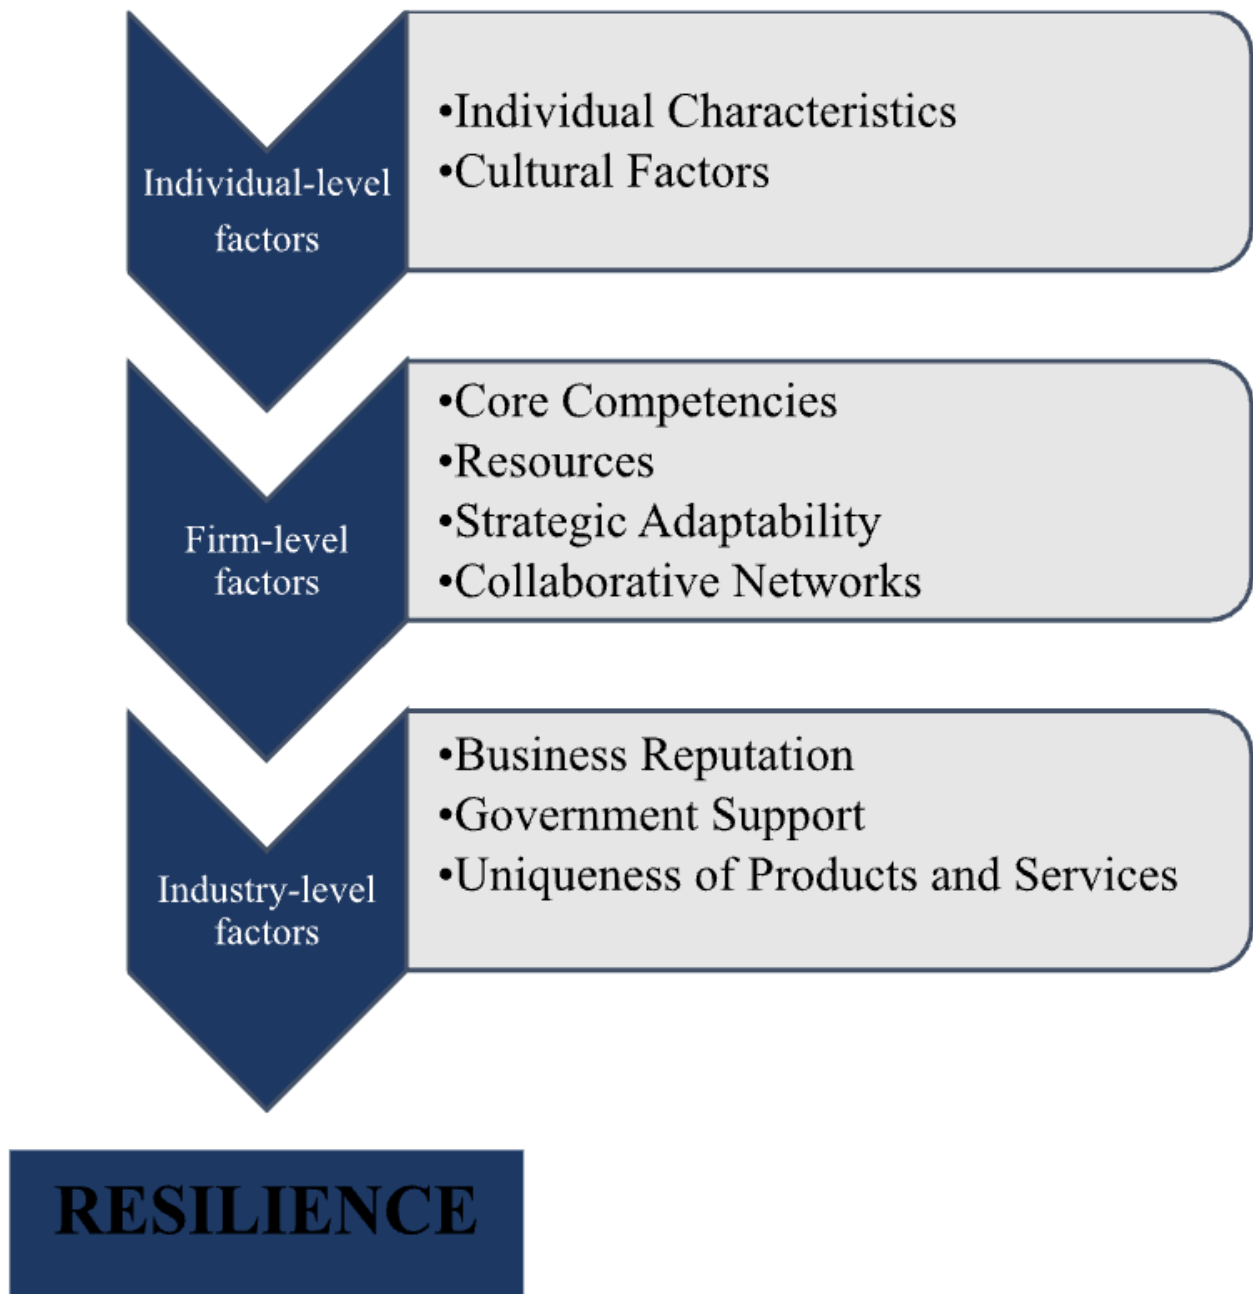 Individual-level
factors
•Individual Characteristics
•Cultural Factors
Firm-level
factors
•Core Competencies
•Resources
•Strategic Adaptability
•Collaborative Networks
Industry-level
factors
•Business Reputation
•Government Support
•Uniqueness of Products and Services
RESILIENCE